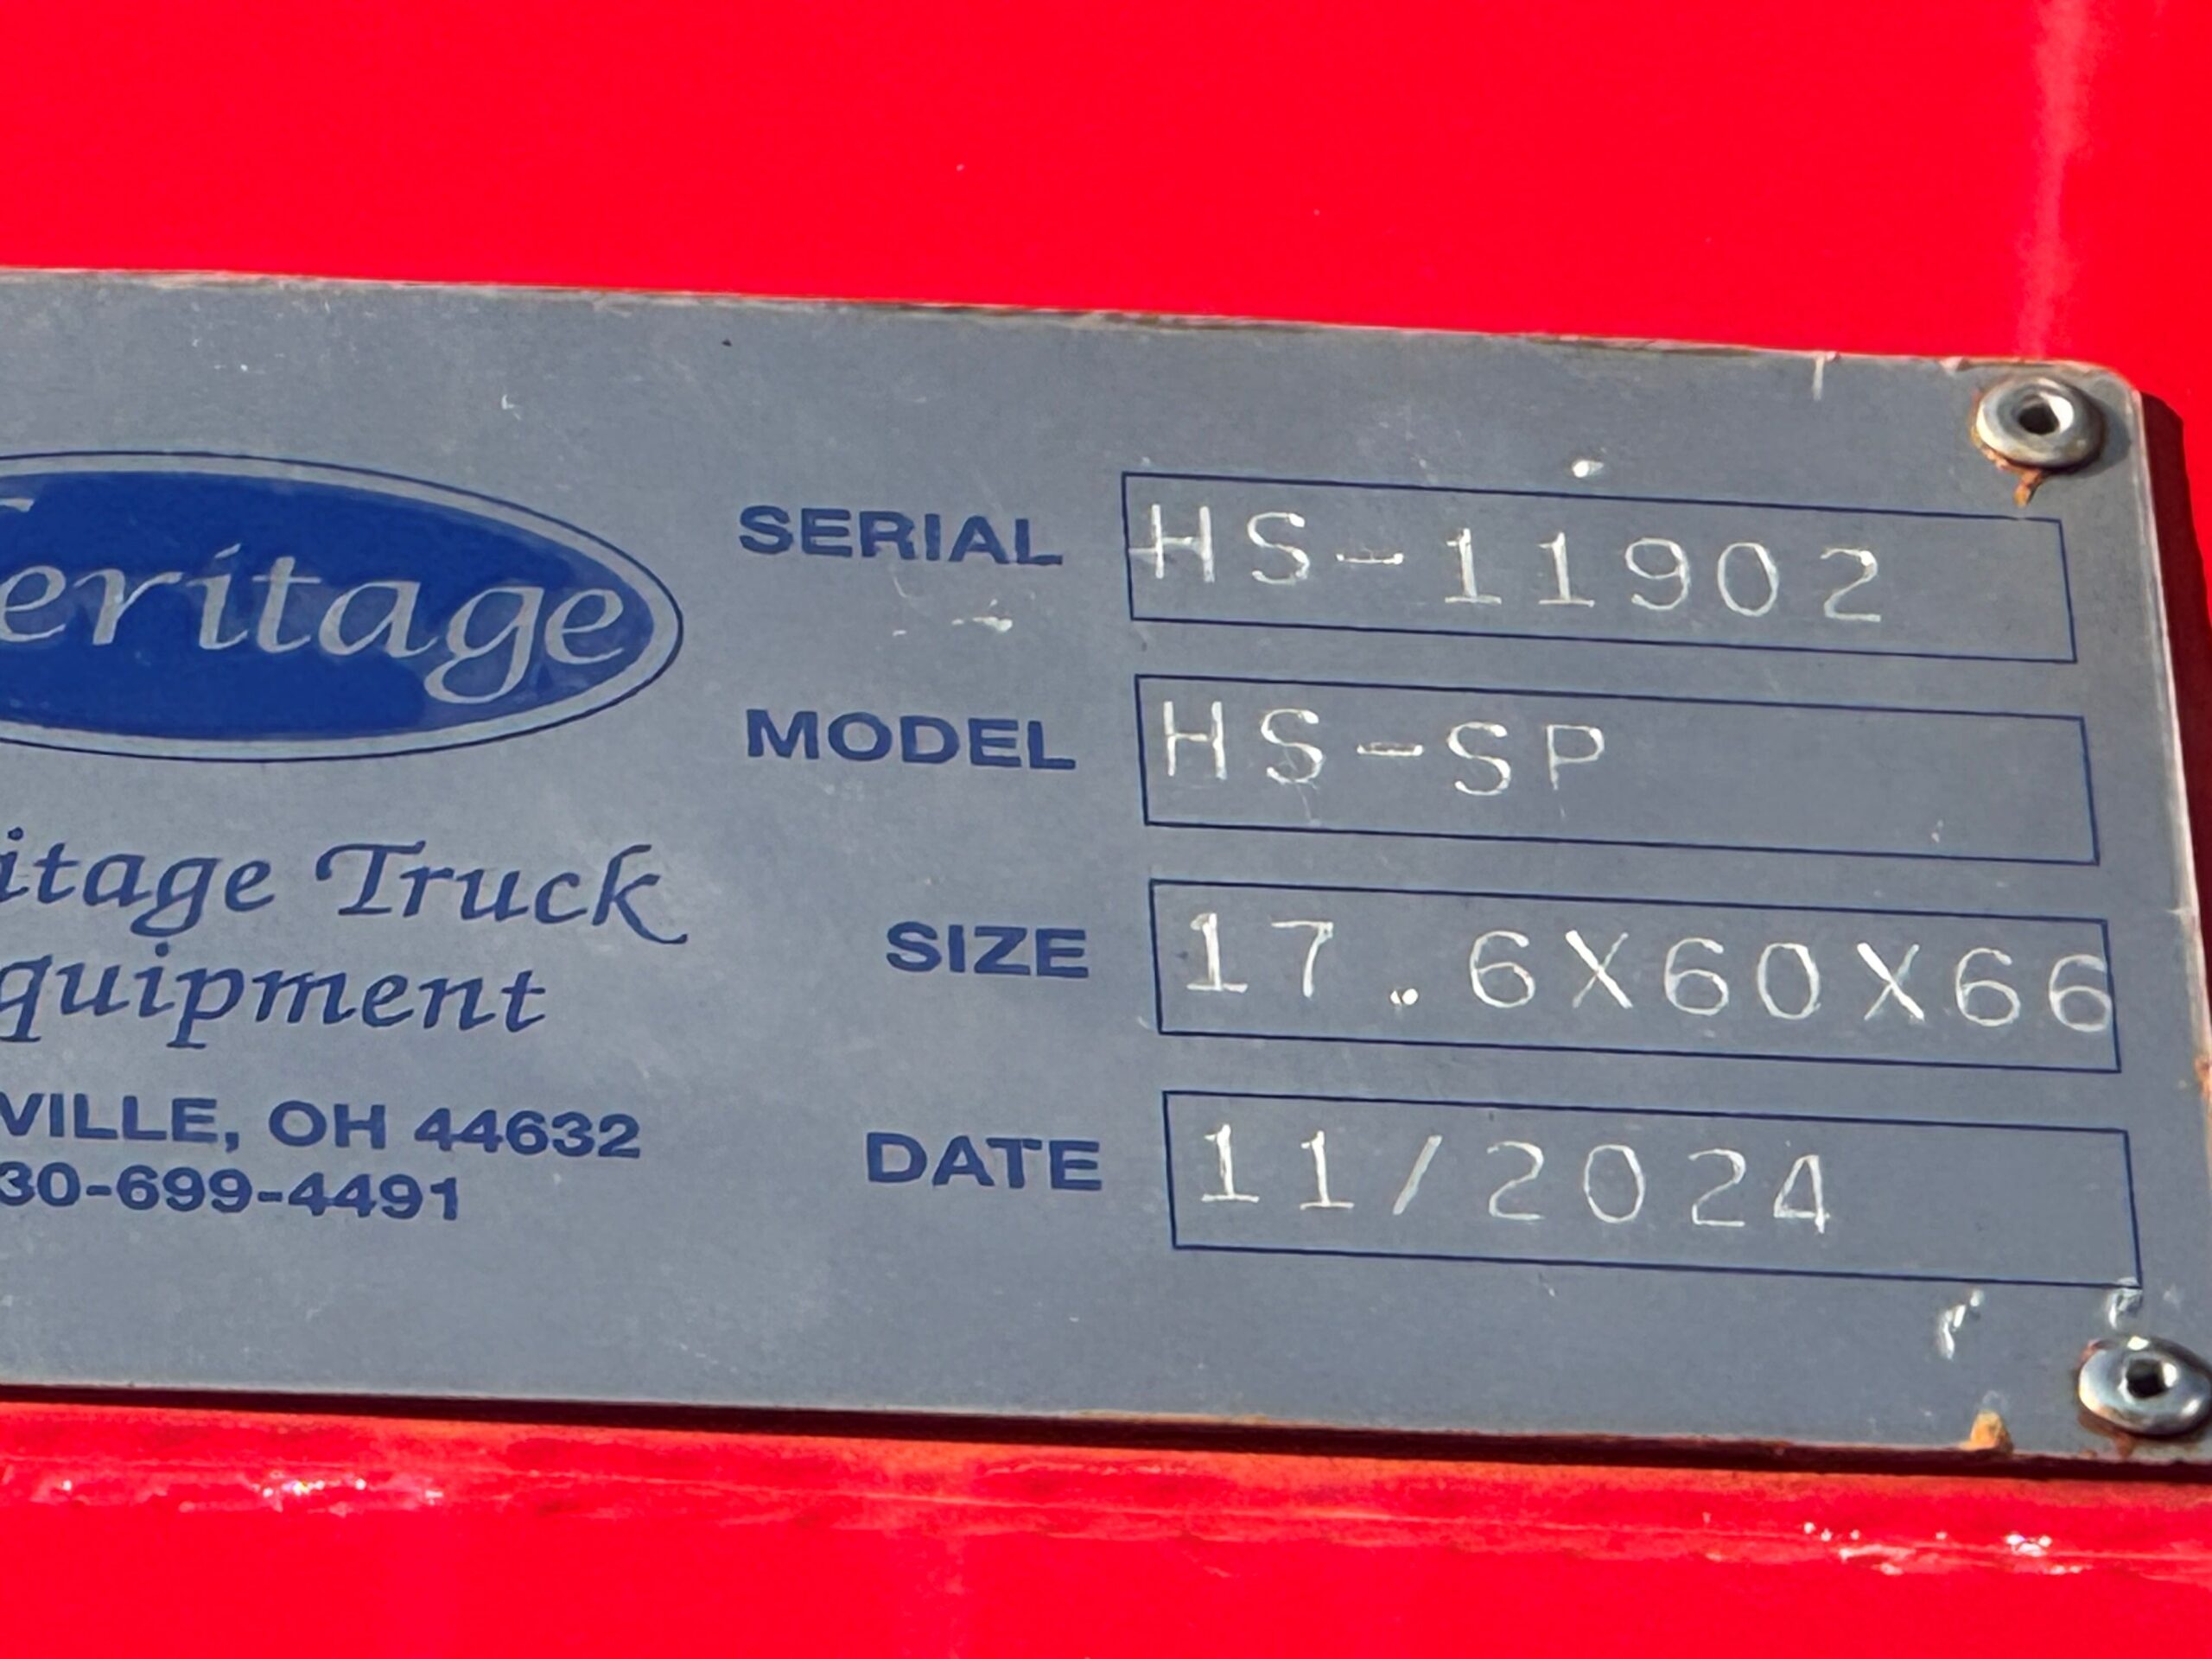 eritage
itage Truck
quipment
VILLE, OH 44632
30-699-4491
SERIAL HS-11902
MODEL HS-SP
SIZE 17.6X60X66
DATE 11/2024